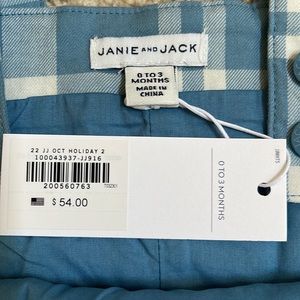 JANIE AND JACK
0 TO 3
MONTHS
MADE IN
CHINA
22 JJ OCT HOLIDAY 2
100043937-JJ916
200560763
$ 54.00
0 TO 3 MONTHS